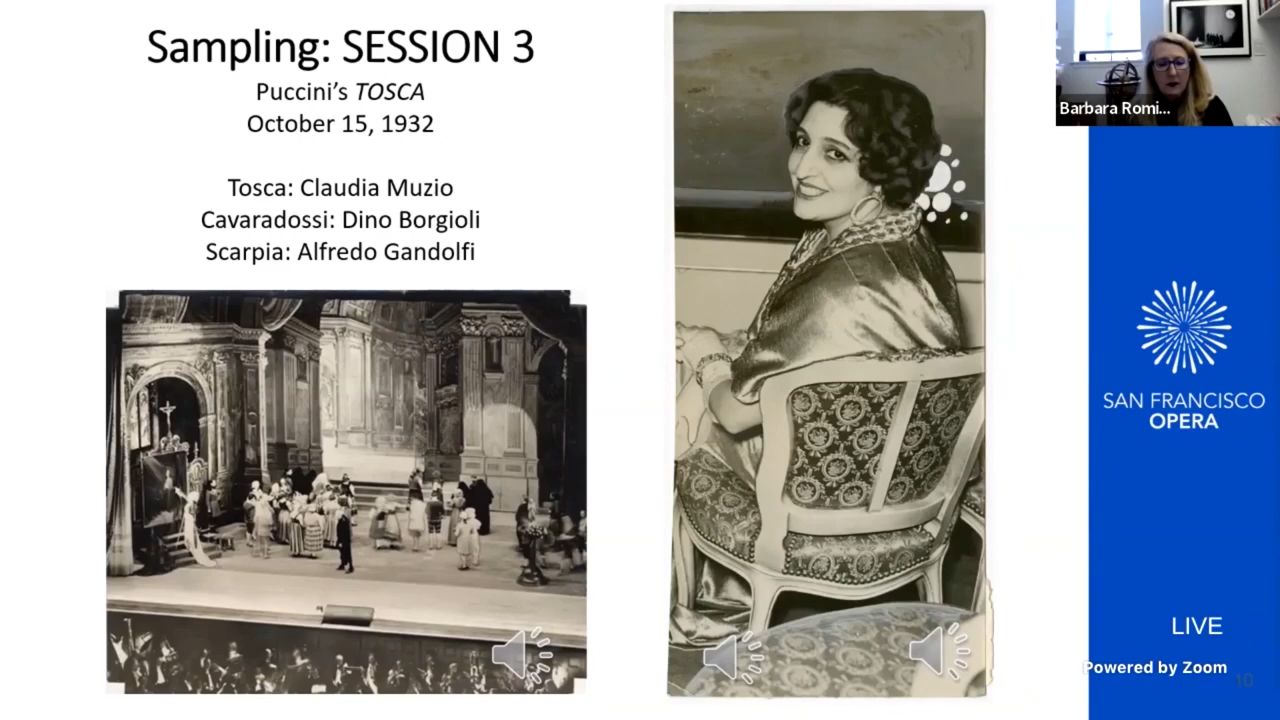 Sampling: SESSION 3
Puccini’s TOSCA
October 15, 1932
Tosca: Claudia Muzio
Cavaradossi: Dino Borgioli
Scarpia: Alfredo Gandolfi
Barbara Romi...
SAN FRANCISCO
OPERA
LIVE
Powered by Zoom
10